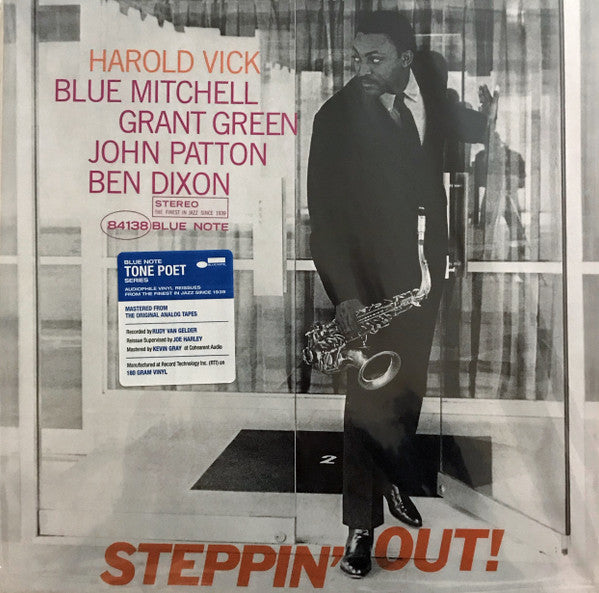 HAROLD VICK
BLUE MITCHELL
GRANT GREEN
JOHN PATTON
BEN DIXON
STEREO
THE FINEST IN JAZZ SINCE 1939
84138 BLUE NOTE
BLUE NOTE
TONE POET
SERIES
AUDIOPHILE VINYL REISSUES
FROM THE FINEST IN JAZZ SINCE 1939
MASTERED FROM
THE ORIGINAL ANALOG TAPES
Recorded by RUDY VAN GELDER
Reissue Supervised by JOE HARLEY
Mastered by KEVIN GRAY of Coherent Audio
Manufactured at Record Technology Inc. (RTI) on
180 GRAM VINYL
2
STEPPIN' OUT!